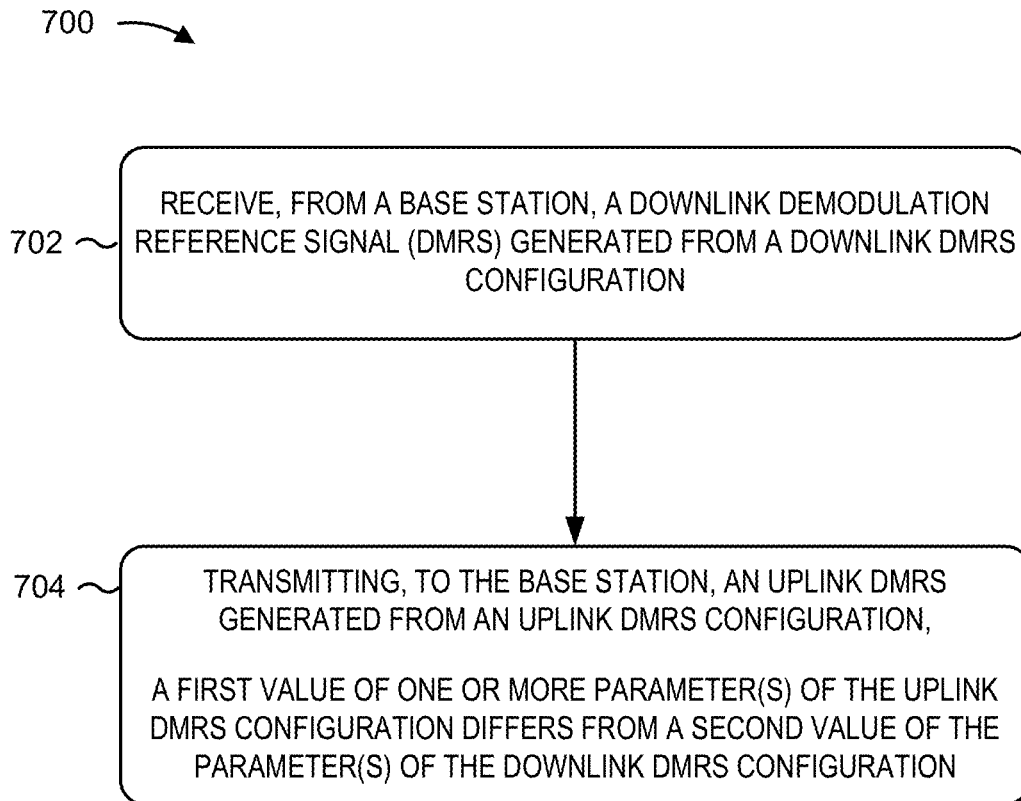 700
702
RECEIVE, FROM A BASE STATION, A DOWNLINK DEMODULATION
REFERENCE SIGNAL (DMRS) GENERATED FROM A DOWNLINK DMRS
CONFIGURATION
704
TRANSMITTING, TO THE BASE STATION, AN UPLINK DMRS
GENERATED FROM AN UPLINK DMRS CONFIGURATION,
A FIRST VALUE OF ONE OR MORE PARAMETER(S) OF THE UPLINK
DMRS CONFIGURATION DIFFERS FROM A SECOND VALUE OF THE
PARAMETER(S) OF THE DOWNLINK DMRS CONFIGURATION